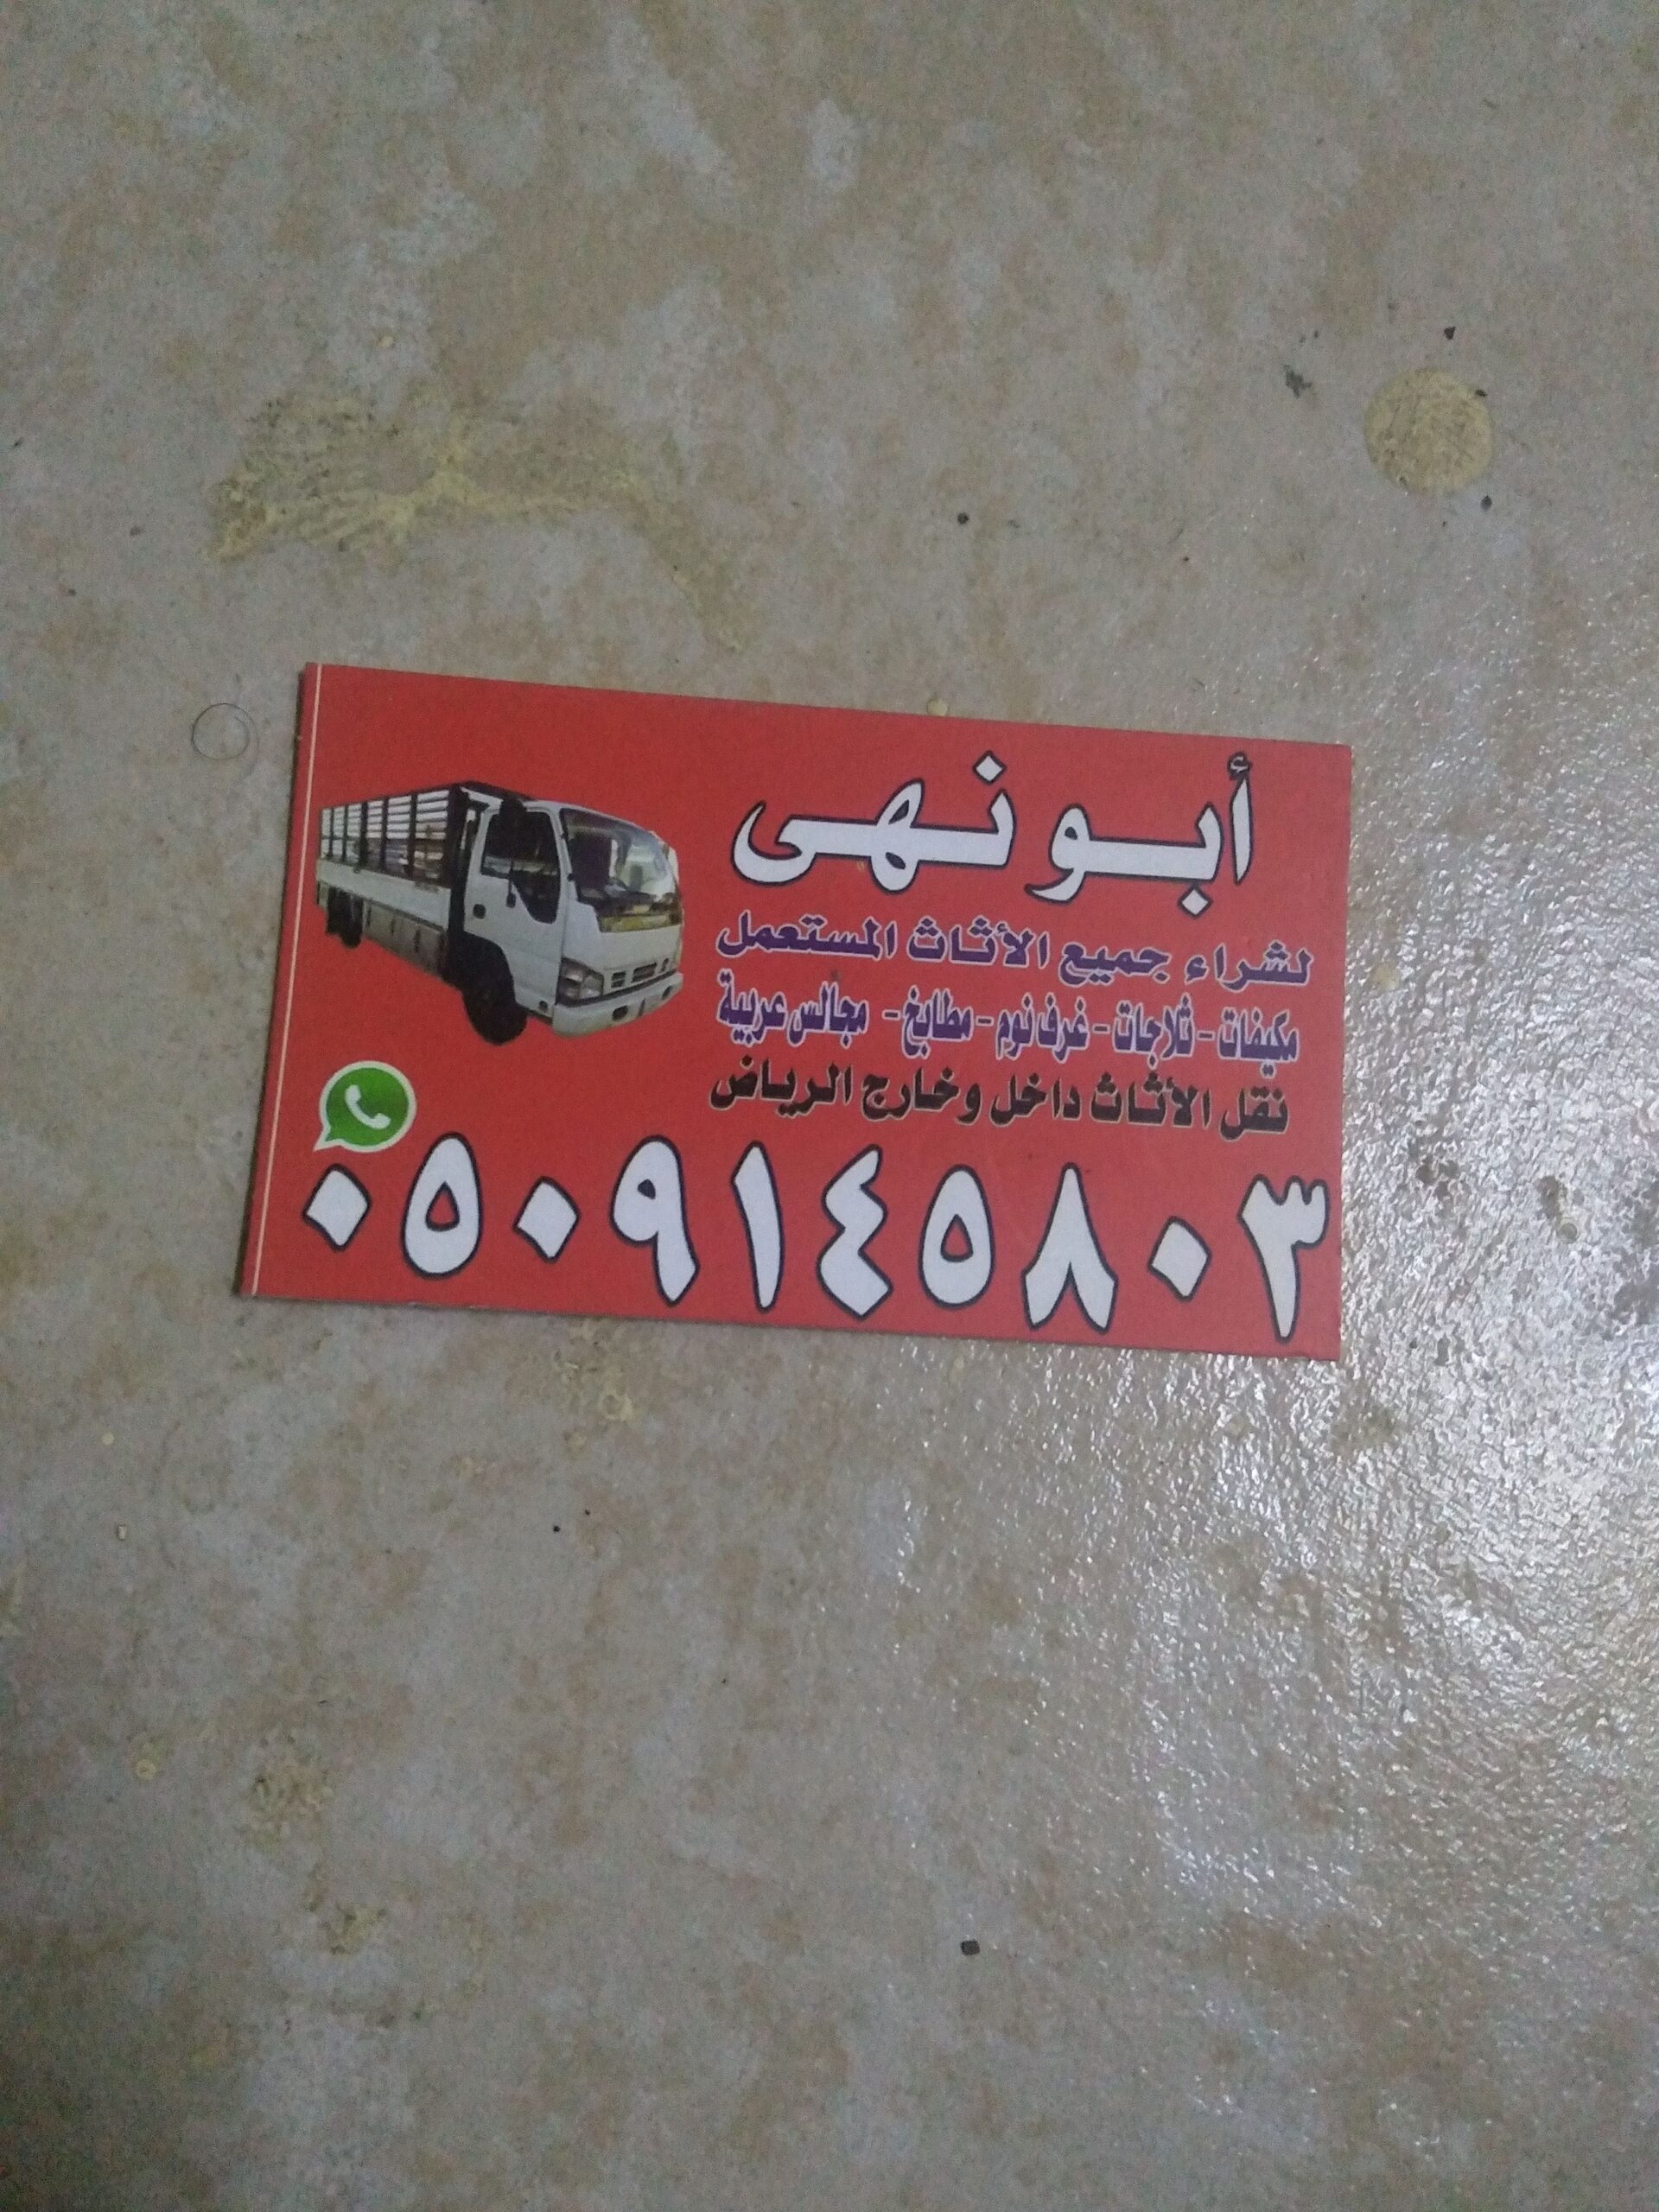 أبو نهى
لشراء جميع الأثاث المستعمل
مكيفات - ثلاجات - غرف نوم - مطابخ - مجالس عربية
نقل الأثاث داخل وخارج الرياض
٠٥٠٩١٤٥٨٠٣